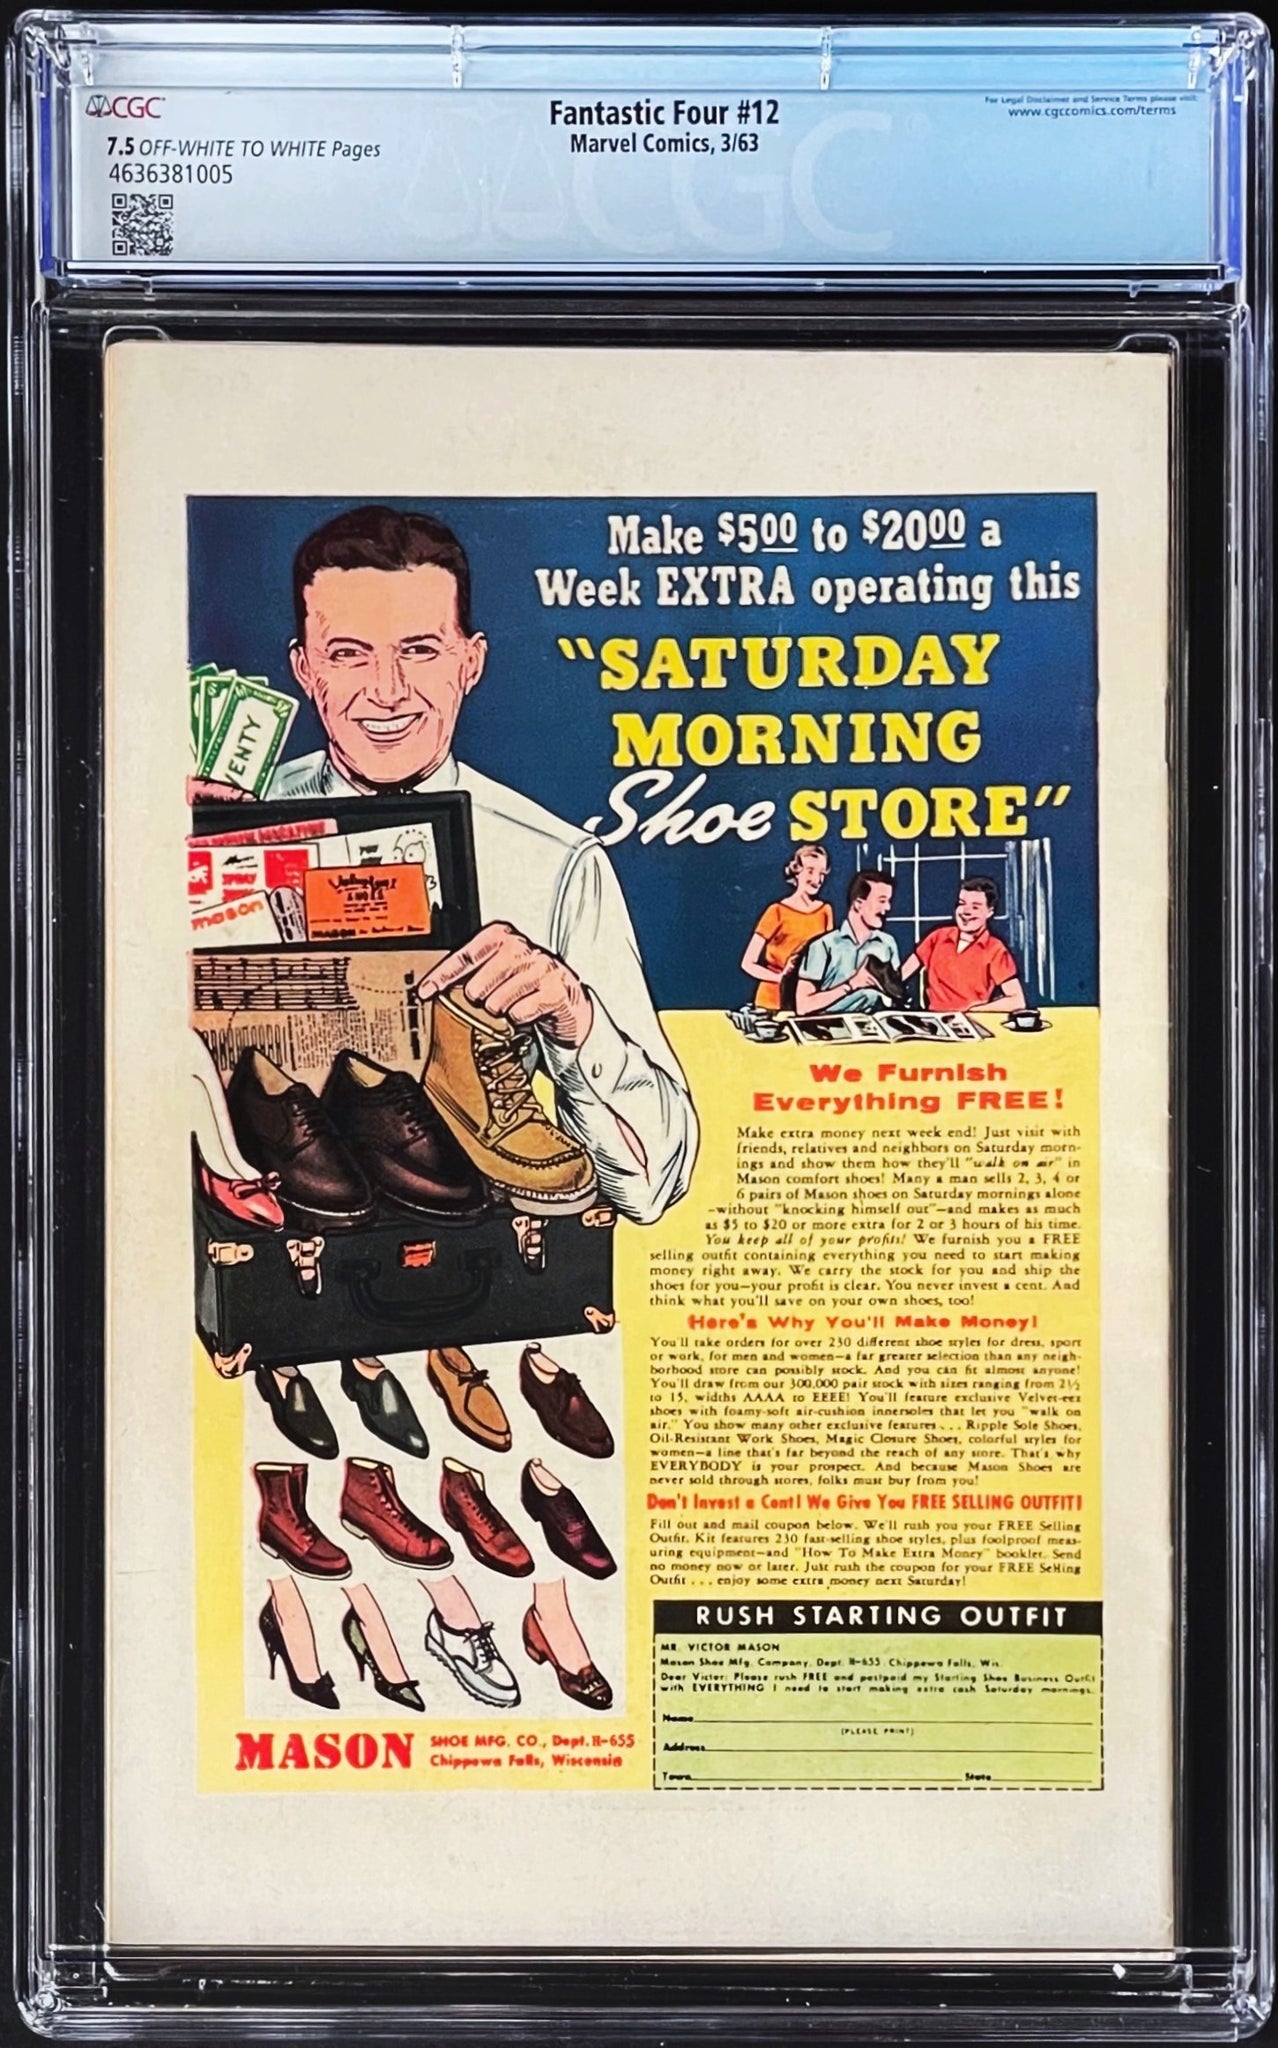 CGC
7.5 OFF-WHITE TO WHITE Pages
4636381005
Fantastic Four #12
Marvel Comics, 3/63
For Legal Disclaimer and Service Terms please visit:
www.cgccomics.com/terms
CGC
Make $5.00 to $20.00 a
Week EXTRA operating this
"SATURDAY
MORNING
Shoe STORE"
VENTY
mason
We Furnish
Everything FREE!
Make extra money next week end! Just visit with
friends, relatives and neighbors on Saturday morn-
ings and show them how they'll "walk on air" in
Mason comfort shoes! Many a man sells 2, 3, 4 or
6 pairs of Mason shoes on Saturday mornings alone
-without "knocking himself out"-and makes as much
as $5 to $20 or more extra for 2 or 3 hours of his time.
You keep all of your profits! We furnish you a FREE
selling outfit containing everything you need to start making
money right away. We carry the stock for you and ship the
shoes for you—your profit is clear. You never invest a cent. And
think what you'll save on your own shoes, too!
Here's Why You'll Make Money!
You'll take orders for over 230 different shoe styles for dress, sport
or work, for men and women—a far greater selection than any neigh-
borhood store can possibly stock. And you can fit almost anyone!
You'll draw from our 300,000 pair stock with sizes ranging from 2½
to 15, widths AAAA to EEEE! You'll feature exclusive Velvet-eez
shoes with foamy-soft air-cushion innersoles that let you "walk on
air." You show many other exclusive features . . . Ripple Sole Shoes,
Oil-Resistant Work Shoes, Magic Closure Shoes, colorful styles for
women—a line that's far beyond the reach of any store. That's why
EVERYBODY is your prospect. And because Mason Shoes are
never sold through stores, folks must buy from you!
Don't Invest a Cent! We Give You FREE SELLING OUTFIT!
Fill out and mail coupon below. We'll rush you your FREE Selling
Outfit. Kit features 230 fast-selling shoe styles, plus foolproof meas-
uring equipment—and "How To Make Extra Money" booklet. Send
no money now or later. Just rush the coupon for your FREE Selling
Outfit . . . enjoy some extra money next Saturday!
RUSH STARTING OUTFIT
MR. VICTOR MASON
Mason Shoe Mfg. Company, Dept. H-655, Chippewa Falls, Wis.
Dear Victor: Please rush FREE and postpaid my Starting Shoe Business Outfit
with EVERYTHING I need to start making extra cash Saturday mornings.
Name
(PLEASE PRINT)
Address
Town State
MASON SHOE MFG. CO., Dept. H-655
Chippewa Falls, Wisconsin